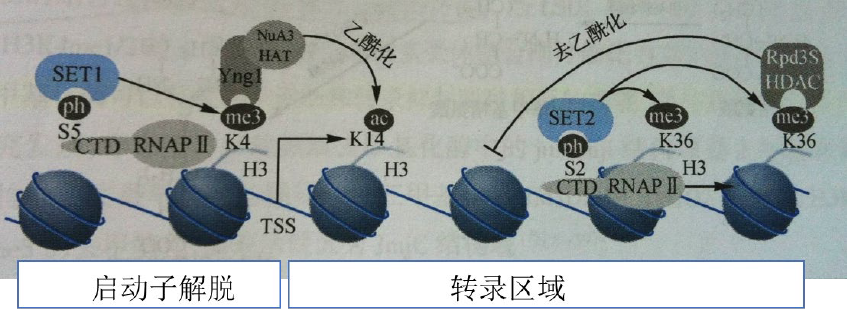 NuA3
HAT
乙酰化
去乙酰化
Rpd3S
HDAC
SET1
Yng1
ph
S5
me3
ac
SET2
me3
me3
CTD RNAP II
K4
K14
ph
K36
K36
H3
H3
S2
H3
CTD RNAP II
TSS
启动子解脱
转录区域